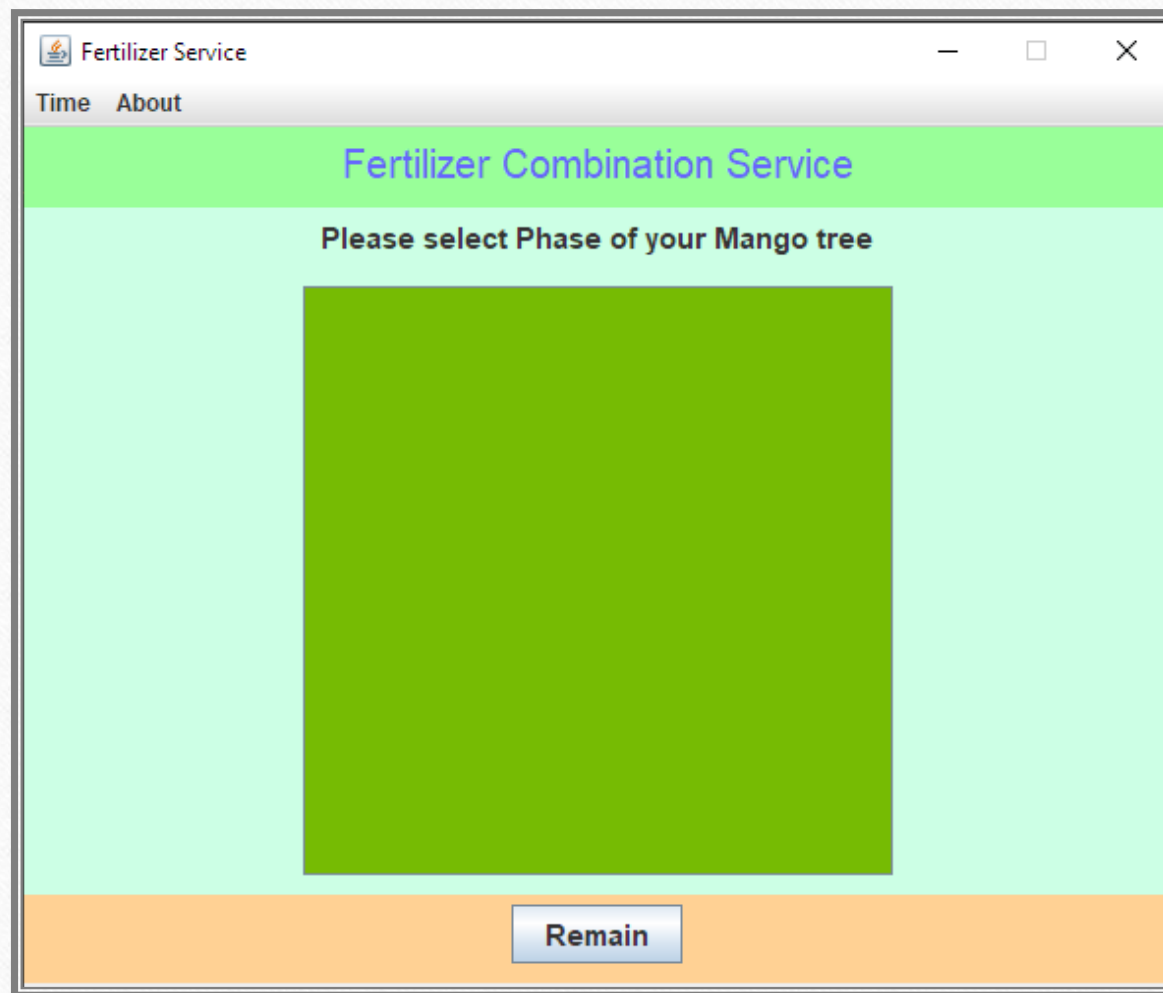 Fertilizer Service
Time About
Fertilizer Combination Service
Please select Phase of your Mango tree
Remain